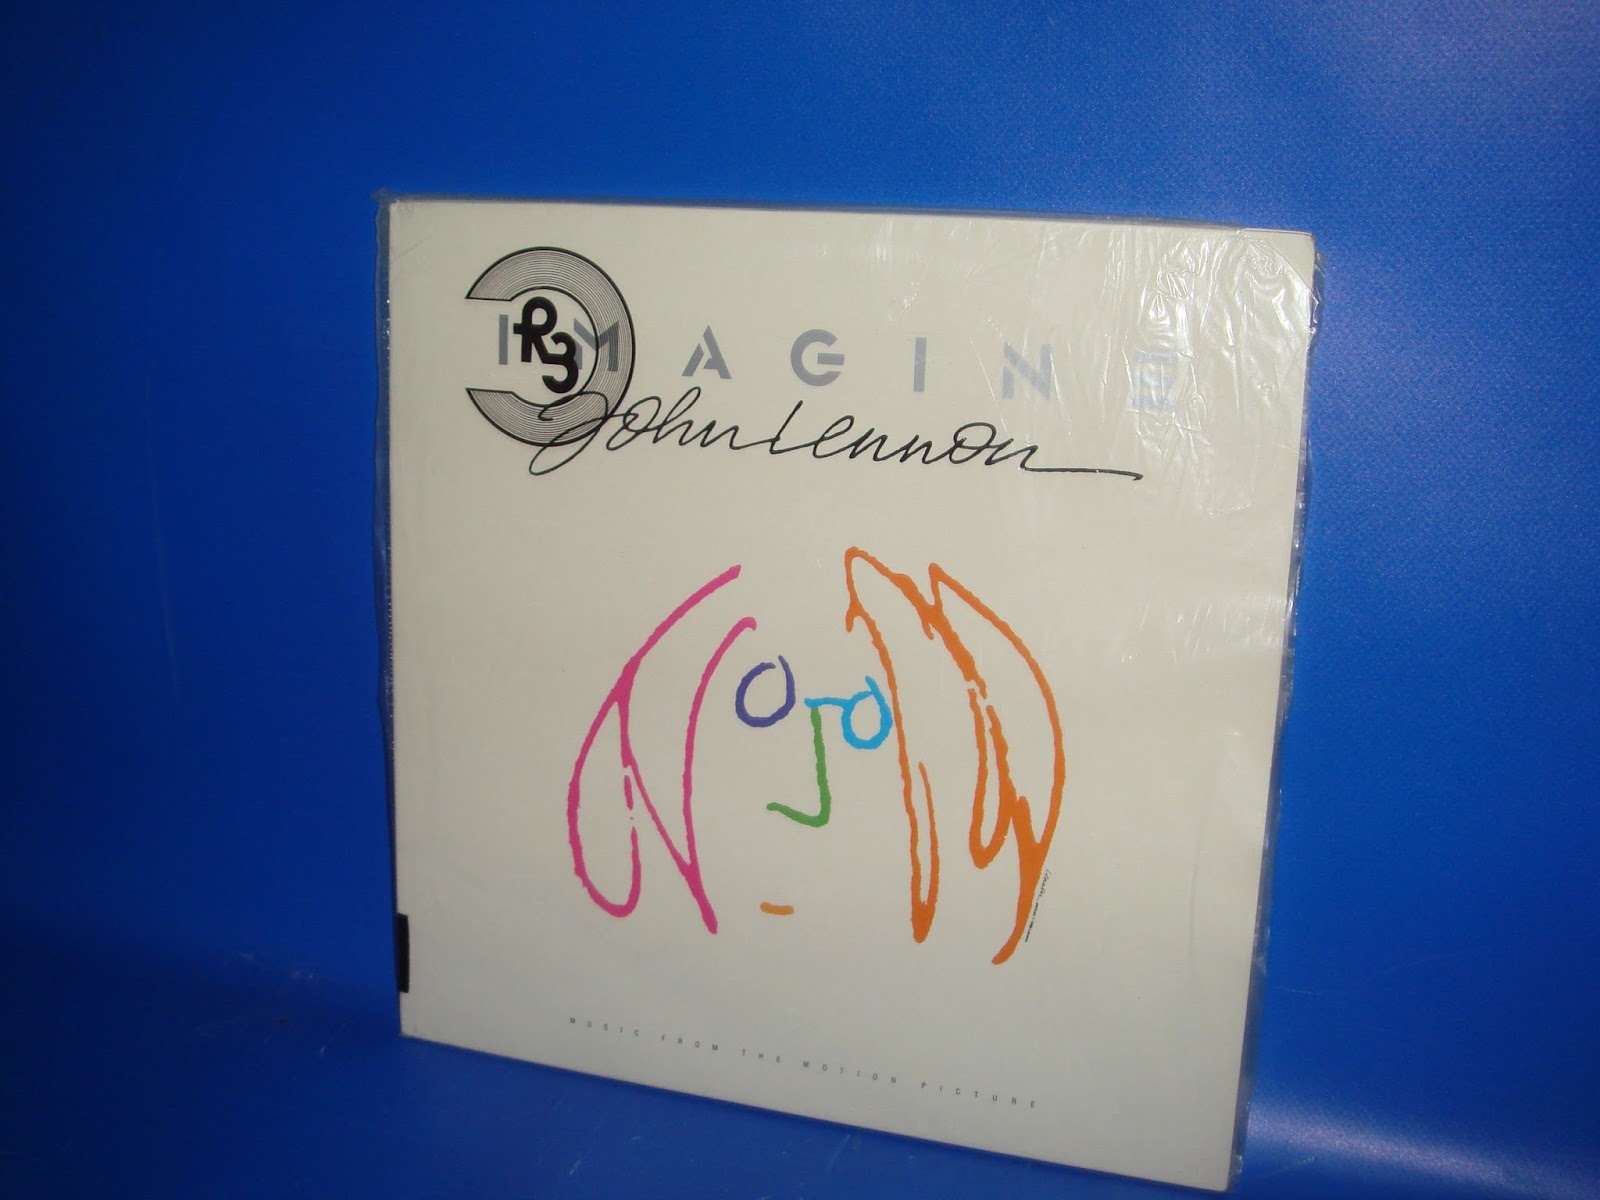 R3
IMAGINE
John Lennon
MUSIC FROM THE MOTION PICTURE